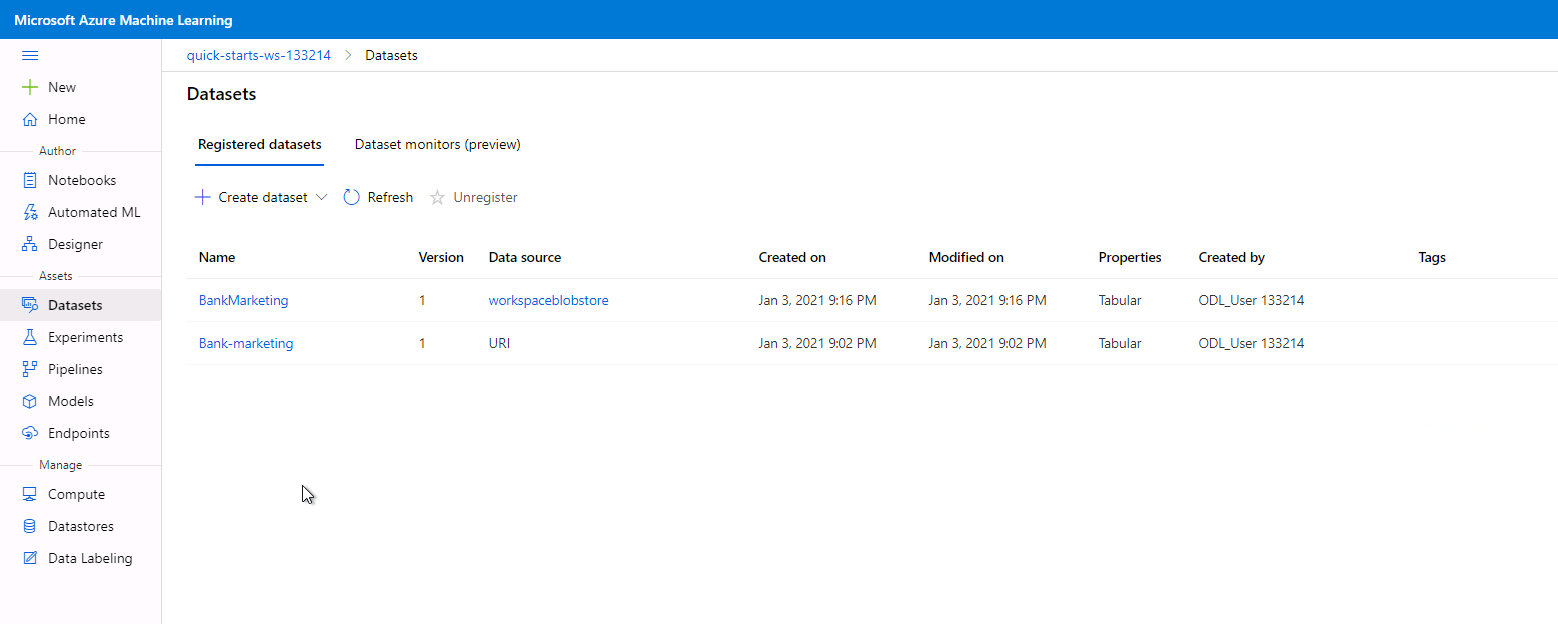 Microsoft Azure Machine Learning
quick-starts-ws-133214 > Datasets
New
Home
Author
Notebooks
Automated ML
Designer
Assets
Datasets
Experiments
Pipelines
Models
Endpoints
Manage
Compute
Datastores
Data Labeling
Datasets
Registered datasets Dataset monitors (preview)
Create dataset Refresh Unregister
Name Version Data source Created on Modified on Properties Created by Tags
BankMarketing 1 workspaceblobstore Jan 3, 2021 9:16 PM Jan 3, 2021 9:16 PM Tabular ODL_User 133214
Bank-marketing 1 URI Jan 3, 2021 9:02 PM Jan 3, 2021 9:02 PM Tabular ODL_User 133214